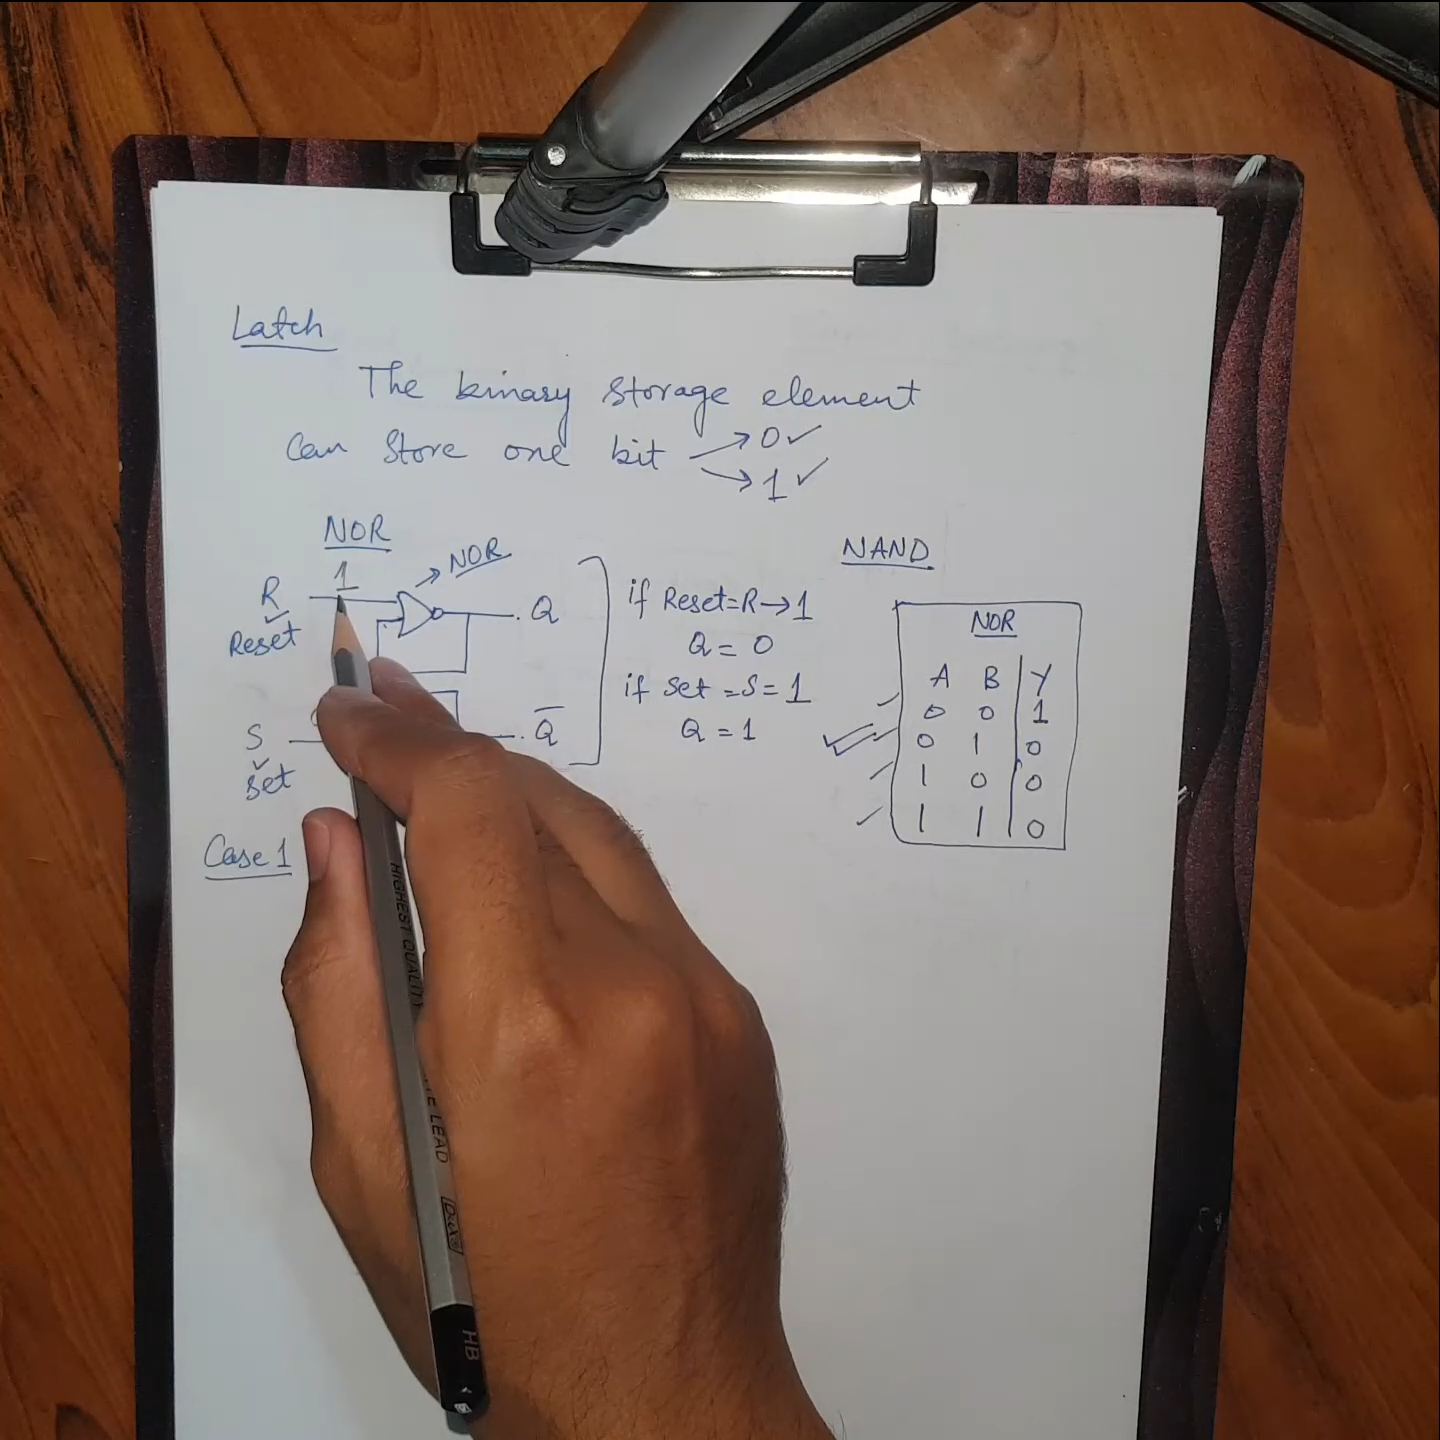 Latch
The binary storage element
Can Store one bit → 0 ✓
→ 1 ✓
NOR
→ NOR
R 1
Reset
Q
S
Set
Q̅
if Reset=R→1
Q = 0
if Set =S= 1
Q = 1
NAND
NOR
A B Y
0 0 1
0 1 0
1 0 0
1 1 0
Case 1
HIGHEST QUALITY
LEAD
HB